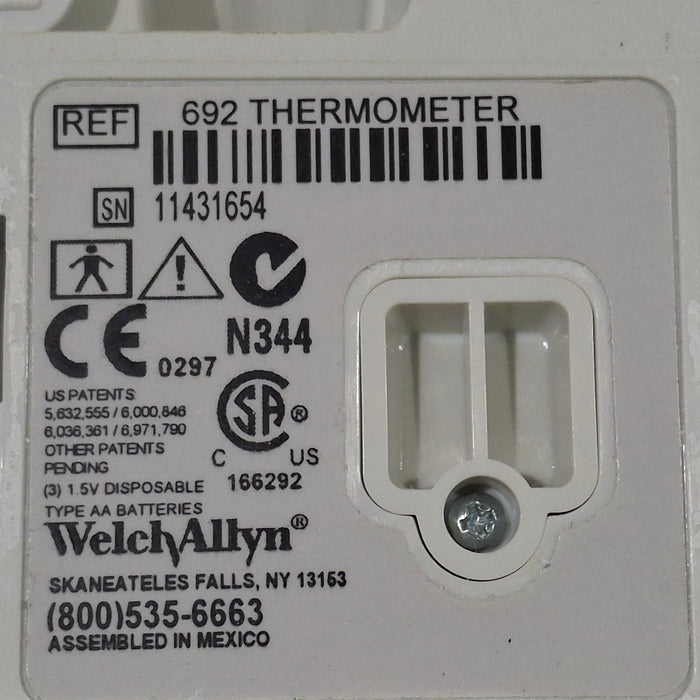 REF 692 THERMOMETER
SN 11431654
N344
CE 0297
US PATENTS
5,632,555 / 6,000,846
6,036,361 / 6,971,790
OTHER PATENTS
PENDING
SA ®
C US
166292
(3) 1.5V DISPOSABLE
TYPE AA BATTERIES
WelchAllyn®
SKANEATELES FALLS, NY 13153
(800)535-6663
ASSEMBLED IN MEXICO